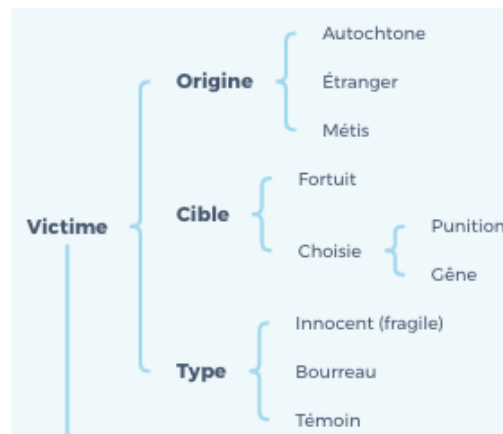 Victime
Origine
Autochtone
Étranger
Métis
Cible
Fortuit
Choisie
Punition
Gêne
Type
Innocent (fragile)
Bourreau
Témoin